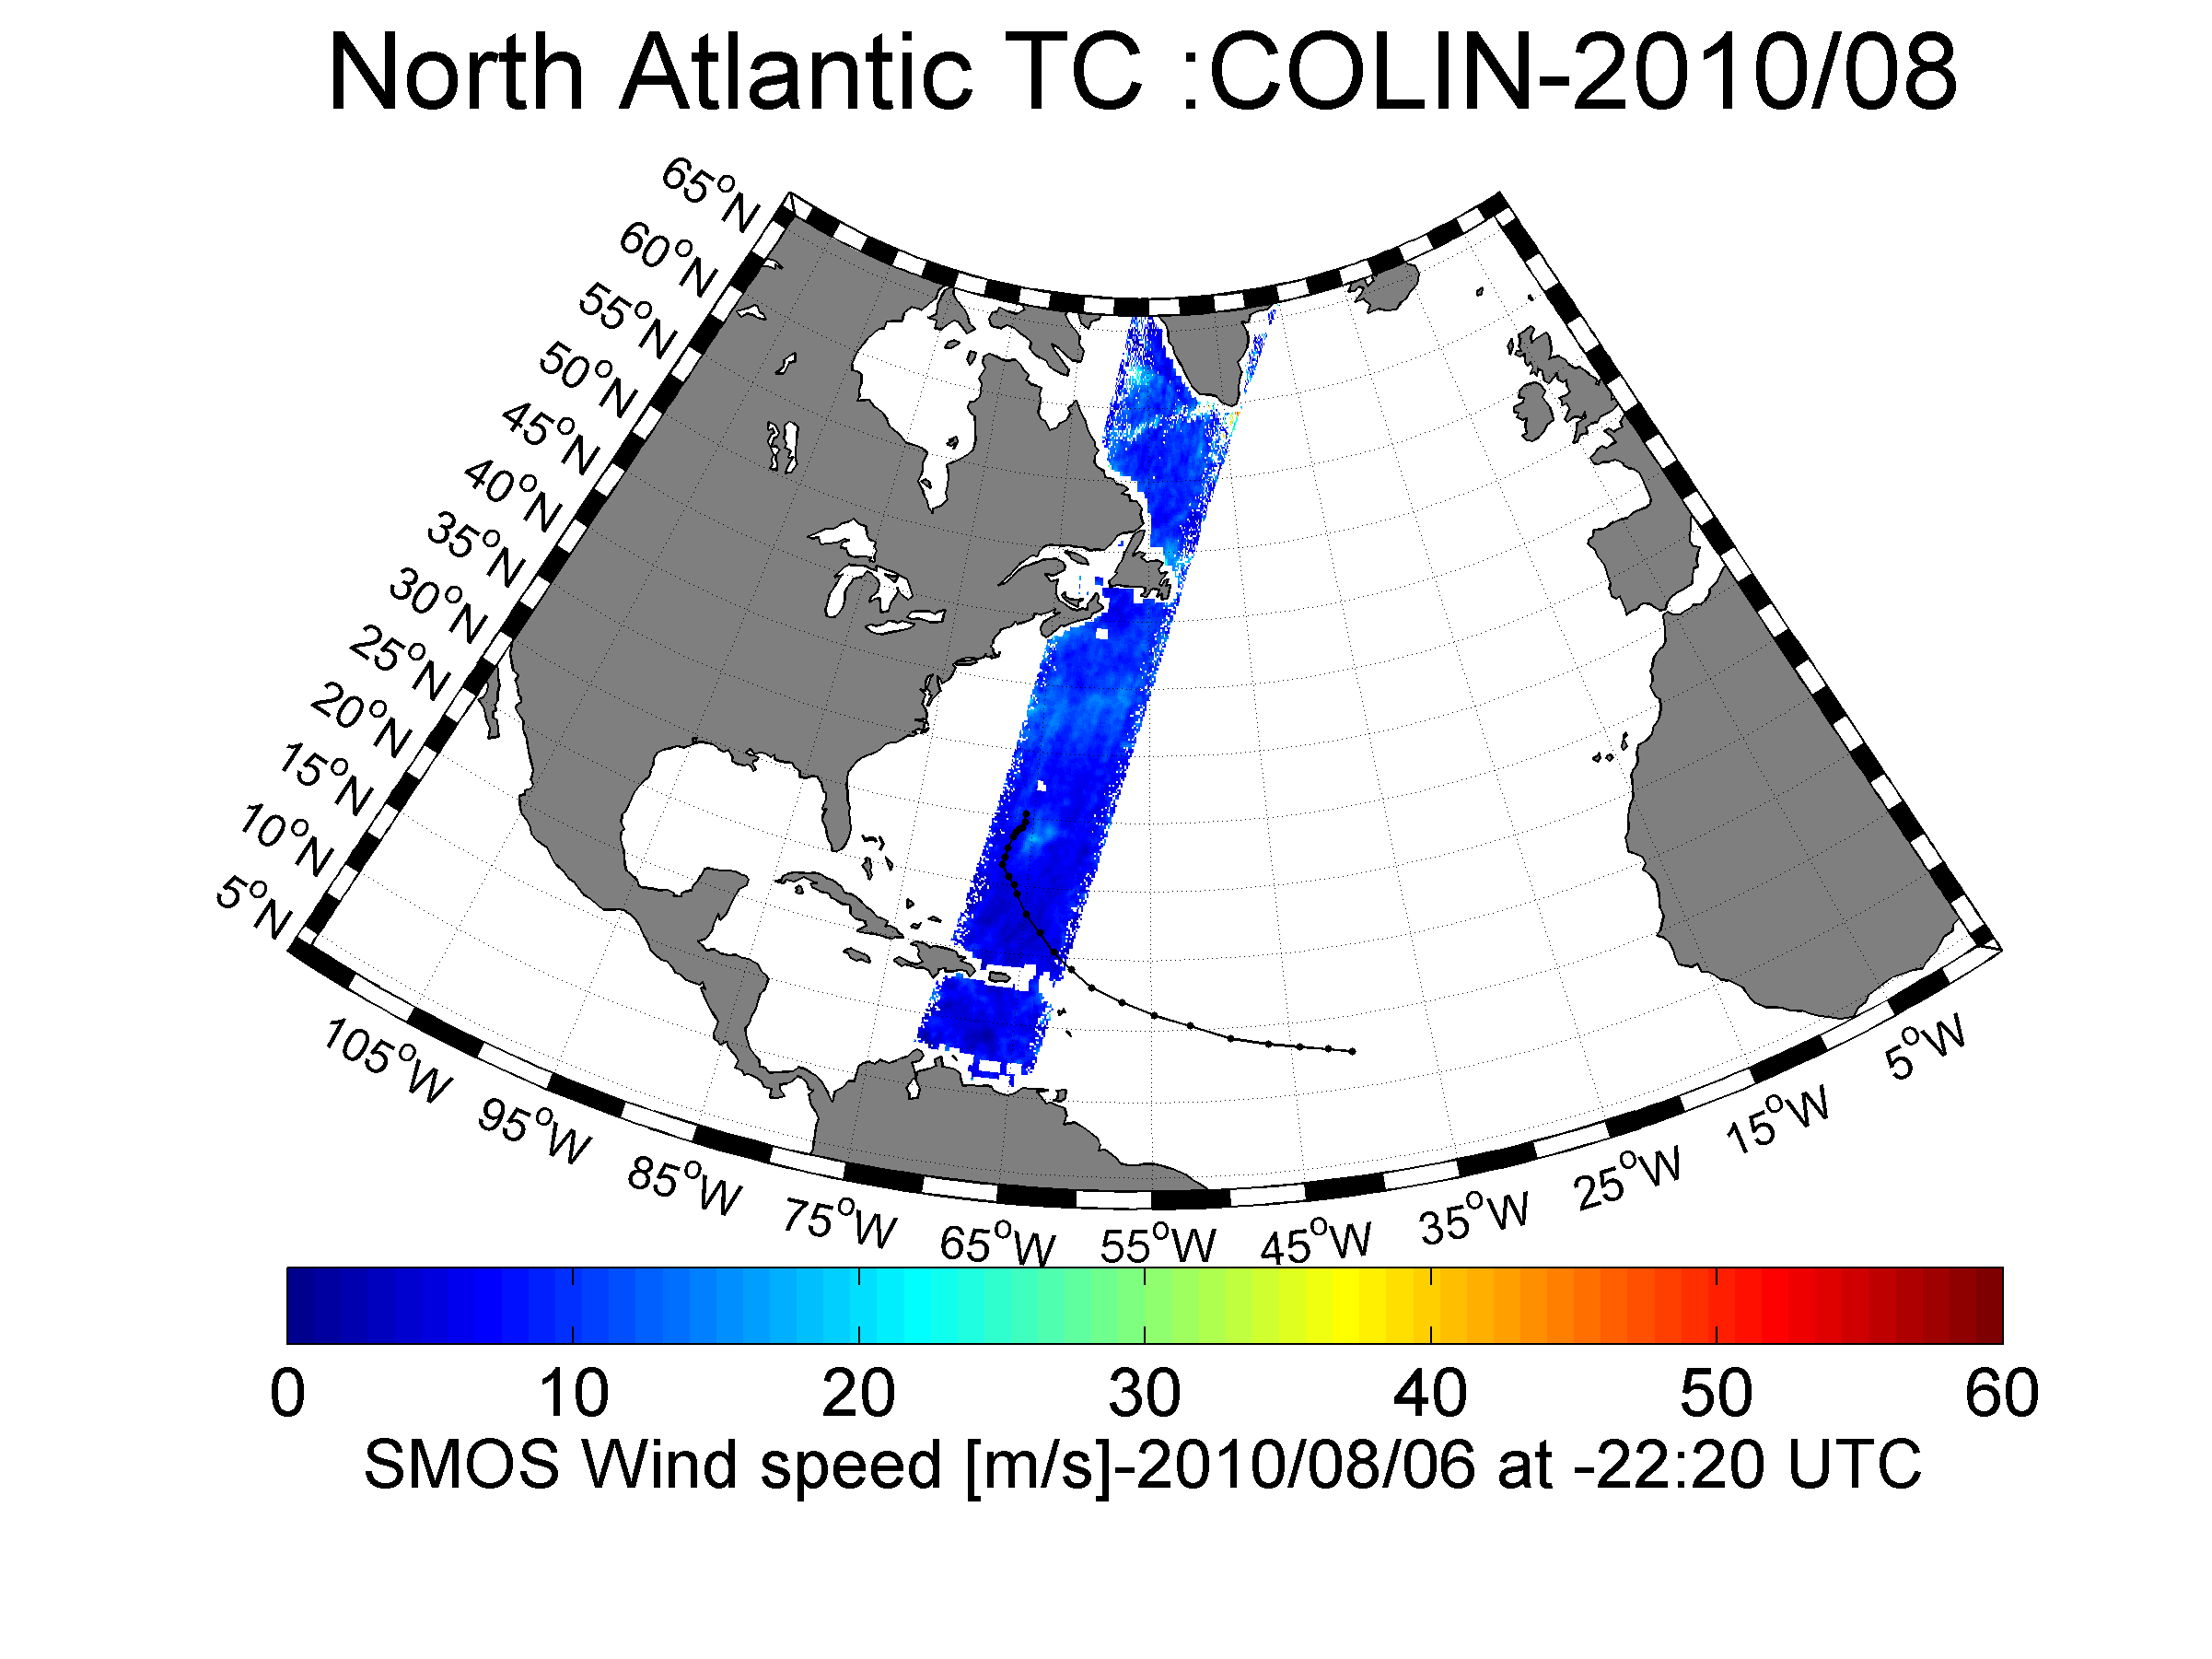 North Atlantic TC :COLIN-2010/08
65°N
60°N
55°N
50°N
45°N
40°N
35°N
30°N
25°N
20°N
15°N
10°N
5°N
105°W
95°W
85°W
75°W
65°W
55°W
45°W
35°W
25°W
15°W
5°W
0 10 20 30 40 50 60
SMOS Wind speed [m/s]-2010/08/06 at -22:20 UTC